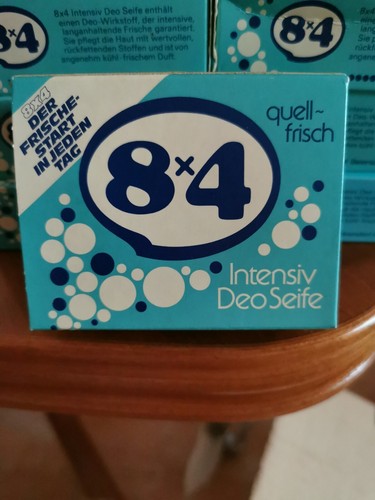 8x4 Intensiv Deo Seife enthält
einen Deo-Wirkstoff, der intensive,
langanhaltende Frische garantiert.
Sie pflegt die Haut mit wertvollen,
rückfettenden Stoffen und ist von
angenehm kühl-frischem Duft.
8x4
8x4
8X4
DER
FRISCHE-
START
IN JEDEN
TAG
quell~
frisch
8x4
Intensiv
Deo Seife